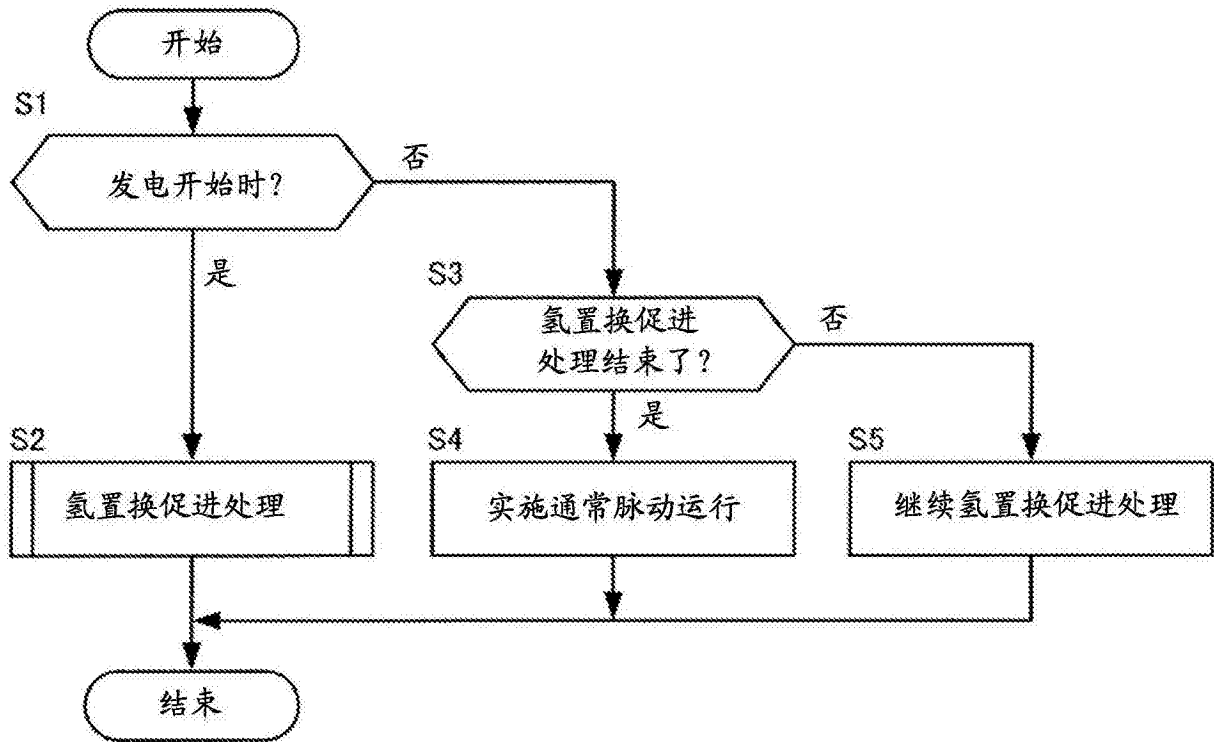 开始
S1
发电开始时?
否
是
S3
氢置换促进
处理结束了?
否
是
S2
氢置换促进处理
S4
实施通常脉动运行
S5
继续氢置换促进处理
结束